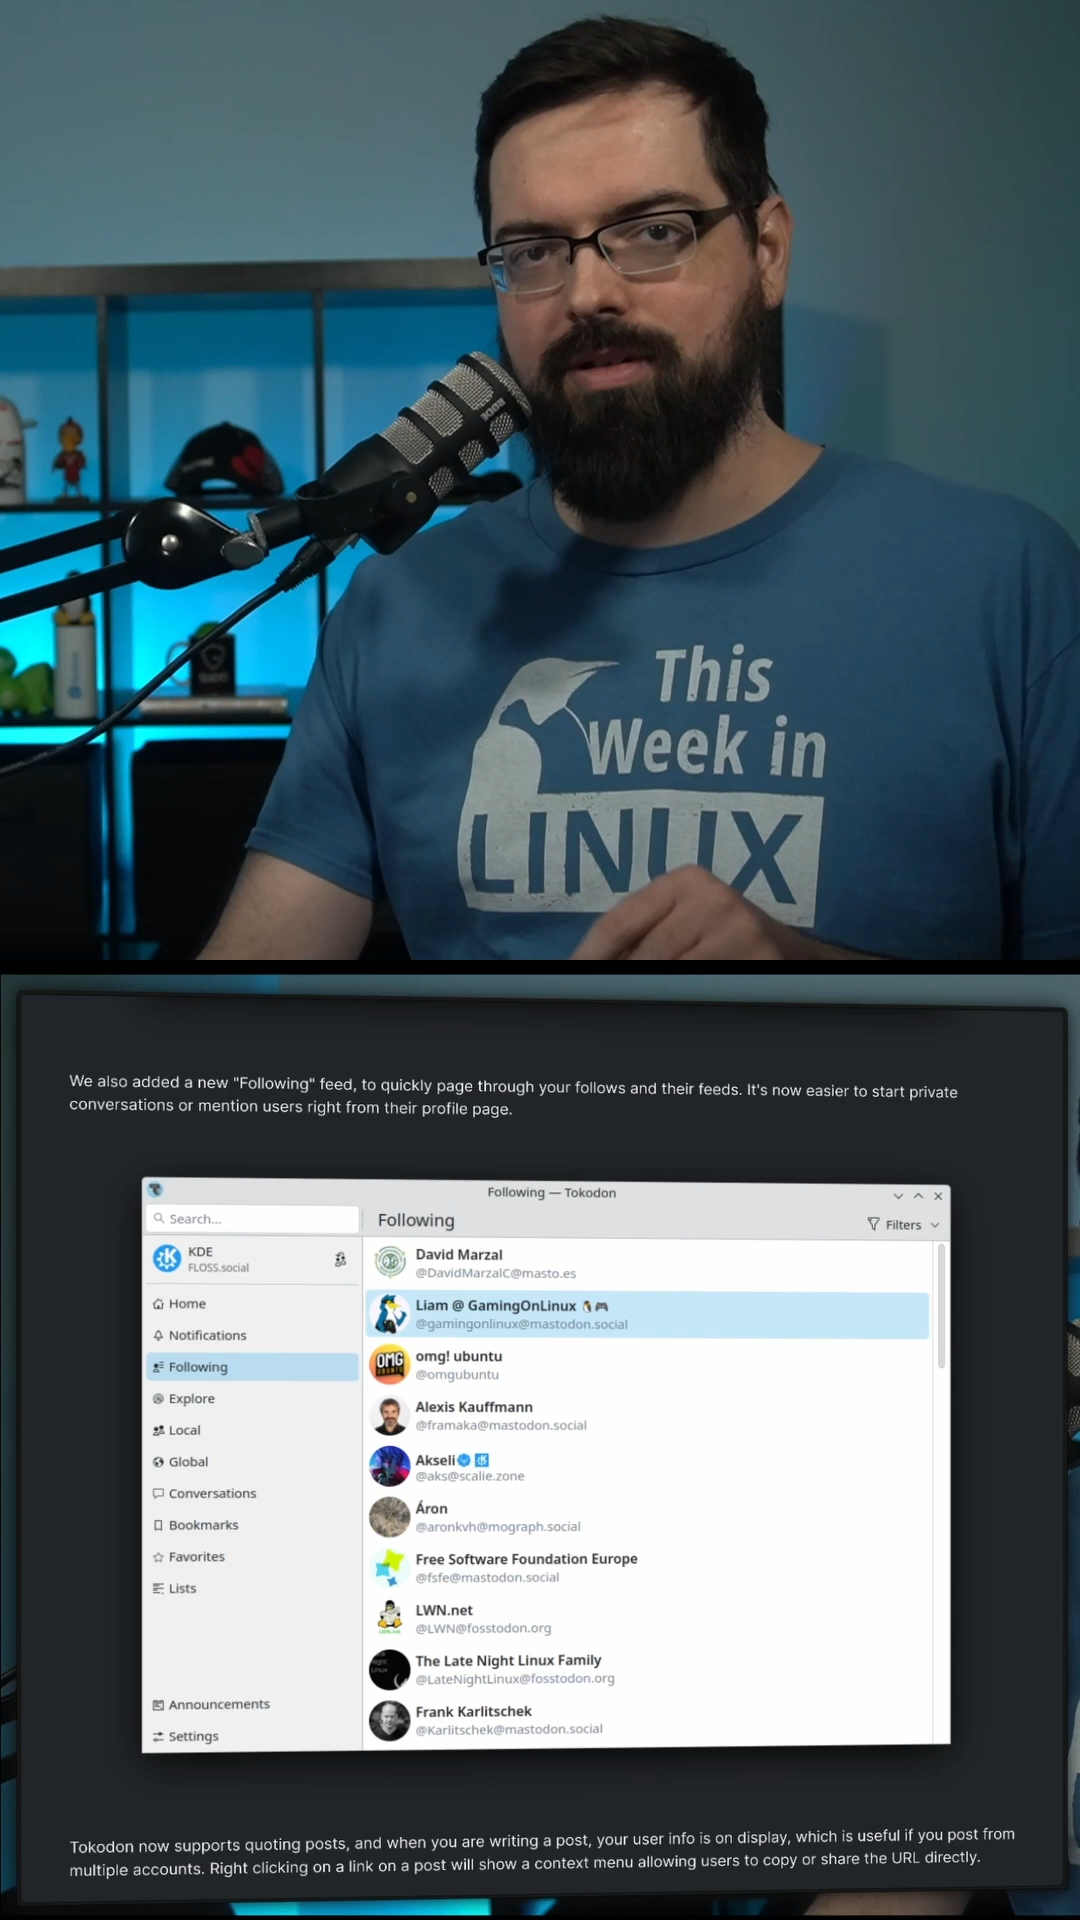 RODE
This
Week in
LINUX
We also added a new "Following" feed, to quickly page through your follows and their feeds. It's now easier to start private
conversations or mention users right from their profile page.
Following — Tokodon
Search...
Following
Filters
KDE
FLOSS.social
Home
Notifications
Following
Explore
Local
Global
Conversations
Bookmarks
Favorites
Lists
Announcements
Settings
David Marzal
@DavidMarzalC@masto.es
Liam @ GamingOnLinux 🐧🎮
@gamingonlinux@mastodon.social
omg! ubuntu
@omgubuntu
OMG
UBUNTU
Alexis Kauffmann
@framaka@mastodon.social
Akseli
@aks@scalie.zone
Áron
@aronkvh@mograph.social
Free Software Foundation Europe
@fsfe@mastodon.social
LWN.net
@LWN@fosstodon.org
The Late Night Linux Family
@LateNightLinux@fosstodon.org
Frank Karlitschek
@Karlitschek@mastodon.social
Tokodon now supports quoting posts, and when you are writing a post, your user info is on display, which is useful if you post from
multiple accounts. Right clicking on a link on a post will show a context menu allowing users to copy or share the URL directly.